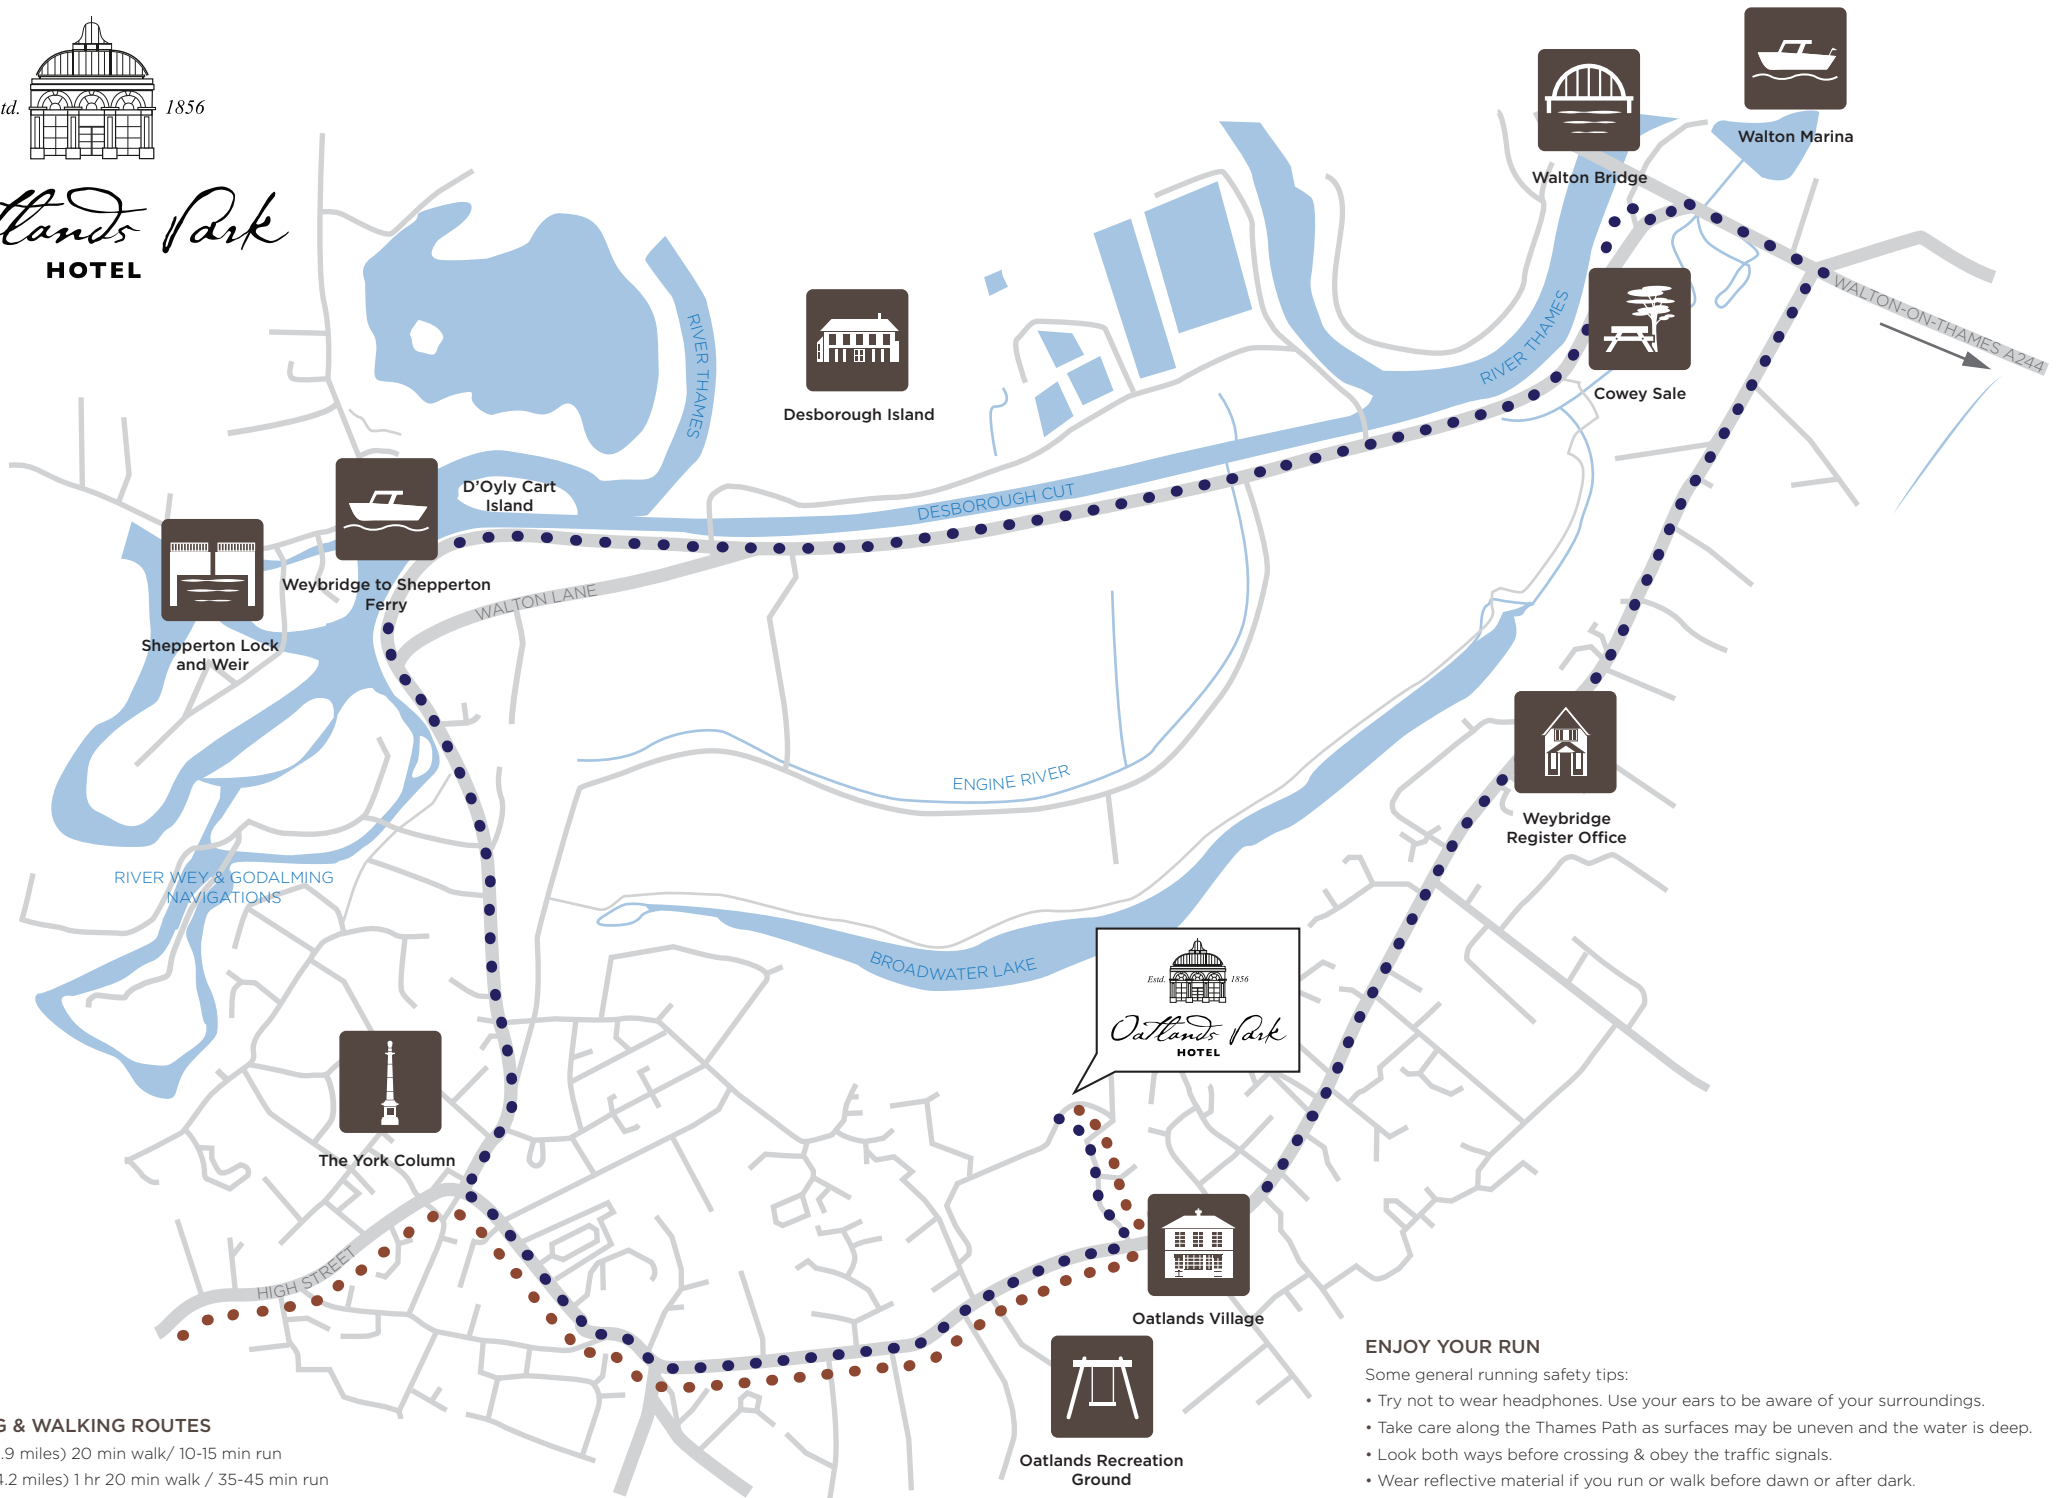 1856
Park
HOTEL
Walton Marina
Walton Bridge
WALTON-ON-THAMES A244
RIVER THAMES
RIVER THAMES
Cowey Sale
Desborough Island
D'Oyly Cart
Island
DESBOROUGH CUT
Weybridge to Shepperton
Ferry
WALTON LANE
Shepperton Lock
and Weir
ENGINE RIVER
Weybridge
Register Office
RIVER WEY & GODALMING
NAVIGATIONS
BROADWATER LAKE
Estd. 1856
Oatlands Park
HOTEL
The York Column
HIGH STREET
Oatlands Village
Oatlands Recreation
Ground
& WALKING ROUTES
.9 miles) 20 min walk/ 10-15 min run
4.2 miles) 1 hr 20 min walk / 35-45 min run
ENJOY YOUR RUN
Some general running safety tips:
• Try not to wear headphones. Use your ears to be aware of your surroundings.
• Take care along the Thames Path as surfaces may be uneven and the water is deep.
• Look both ways before crossing & obey the traffic signals.
• Wear reflective material if you run or walk before dawn or after dark.